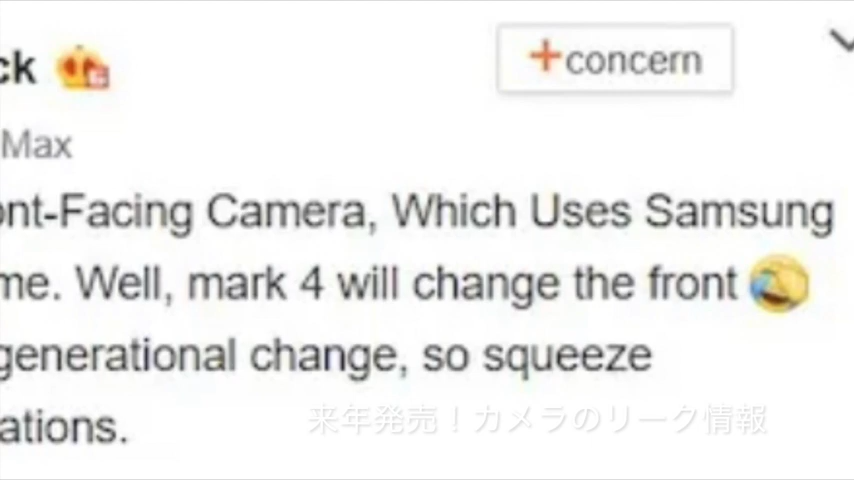 ck
+concern
Max
ont-Facing Camera, Which Uses Samsung
me. Well, mark 4 will change the front
generational change, so squeeze
ations.
来年発売！カメラのリーク情報